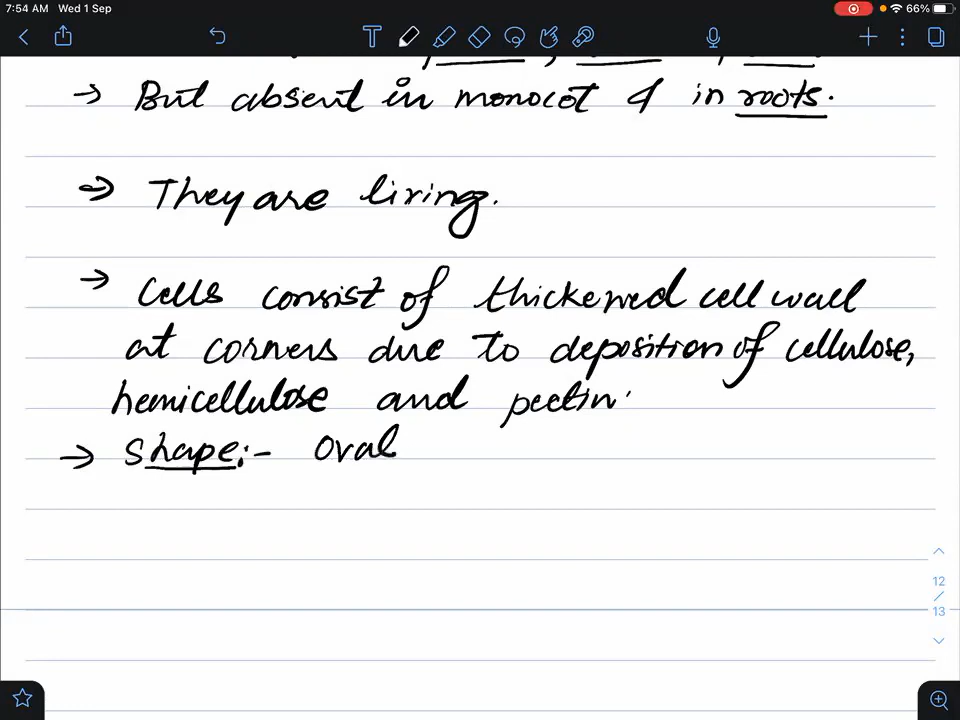 7:54 AM Wed 1 Sep
66%
→ But absent in monocot & in roots.
⇒ They are living.
→ Cells consist of thickened cell wall
at corners due to deposition of cellulose,
hemicellulose and pectin.
→ Shape:- Oval
12
/
13